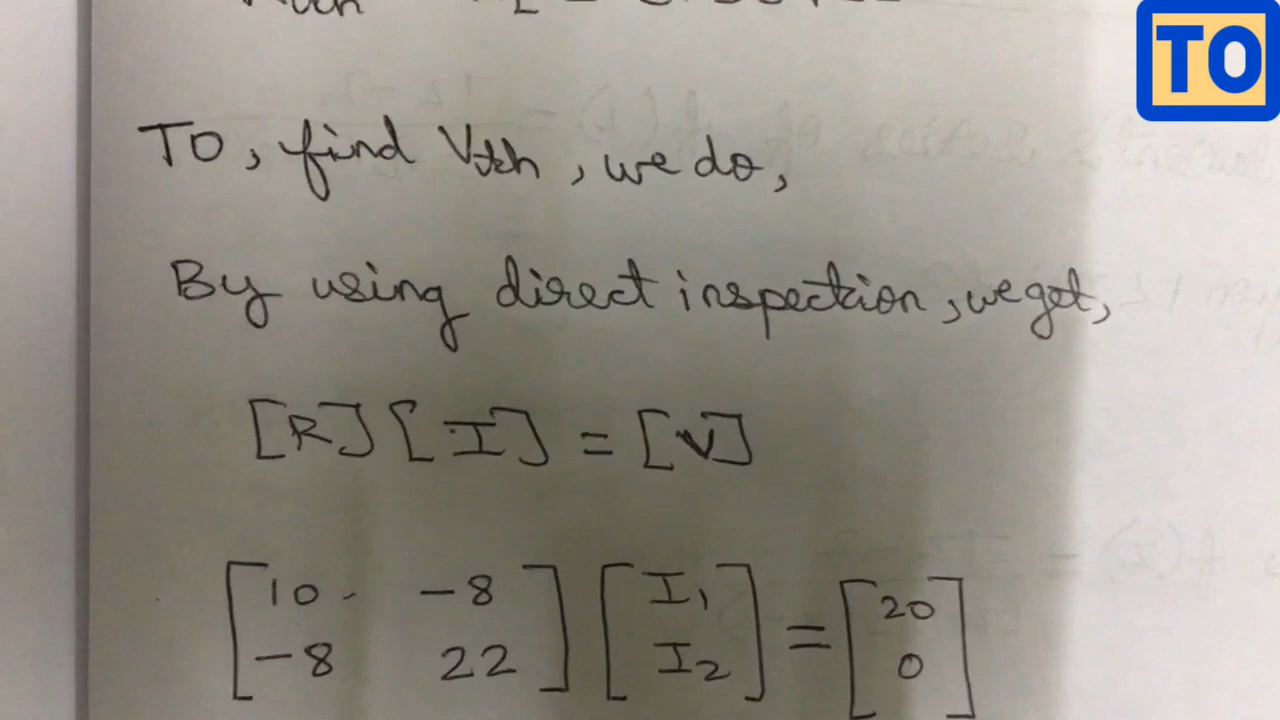 TO
TO, find Vth, we do,
By using direct inspection, we get,
[R] [I] = [V]
[10 -8] [I1] = [20]
[-8 22] [I2] [0]